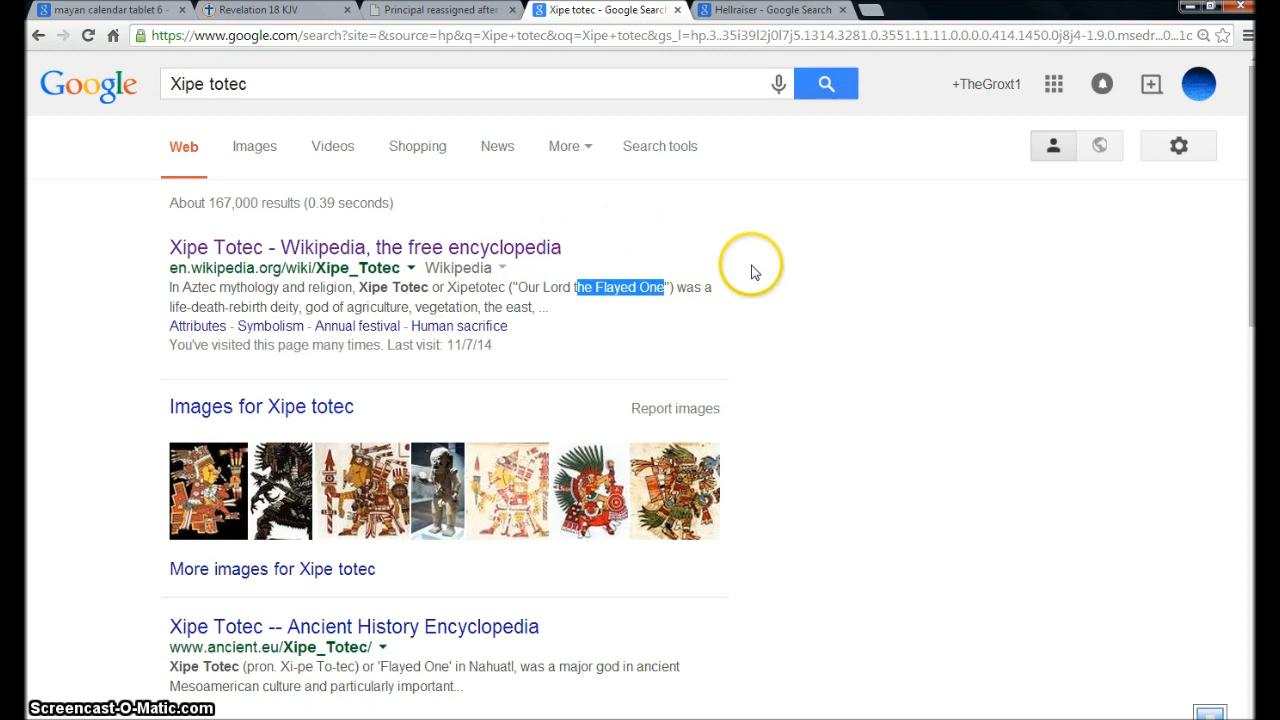 mayan calendar tablet 6 -
Revelation 18 KJV
Principal reassigned after
Xipe totec - Google Search
Hellraiser - Google Search
https://www.google.com/search?site=&source=hp&q=Xipe+totec&oq=Xipe+totec&gs_l=hp.3..35i39l2j0l7j5.1314.3281.0.3551.11.11.0.0.0.0.414.1450.0j8j4-1.9.0.msedr...0...1c
Google
Xipe totec
+TheGroxt1
Web
Images
Videos
Shopping
News
More
Search tools
About 167,000 results (0.39 seconds)
Xipe Totec - Wikipedia, the free encyclopedia
en.wikipedia.org/wiki/Xipe_Totec Wikipedia
In Aztec mythology and religion, Xipe Totec or Xipetotec ("Our Lord the Flayed One") was a
life-death-rebirth deity, god of agriculture, vegetation, the east, ...
Attributes - Symbolism - Annual festival - Human sacrifice
You've visited this page many times. Last visit: 11/7/14
Images for Xipe totec
Report images
More images for Xipe totec
Xipe Totec -- Ancient History Encyclopedia
www.ancient.eu/Xipe_Totec/
Xipe Totec (pron. Xi-pe To-tec) or 'Flayed One' in Nahuatl, was a major god in ancient
Mesoamerican culture and particularly important...
Screencast-O-Matic.com